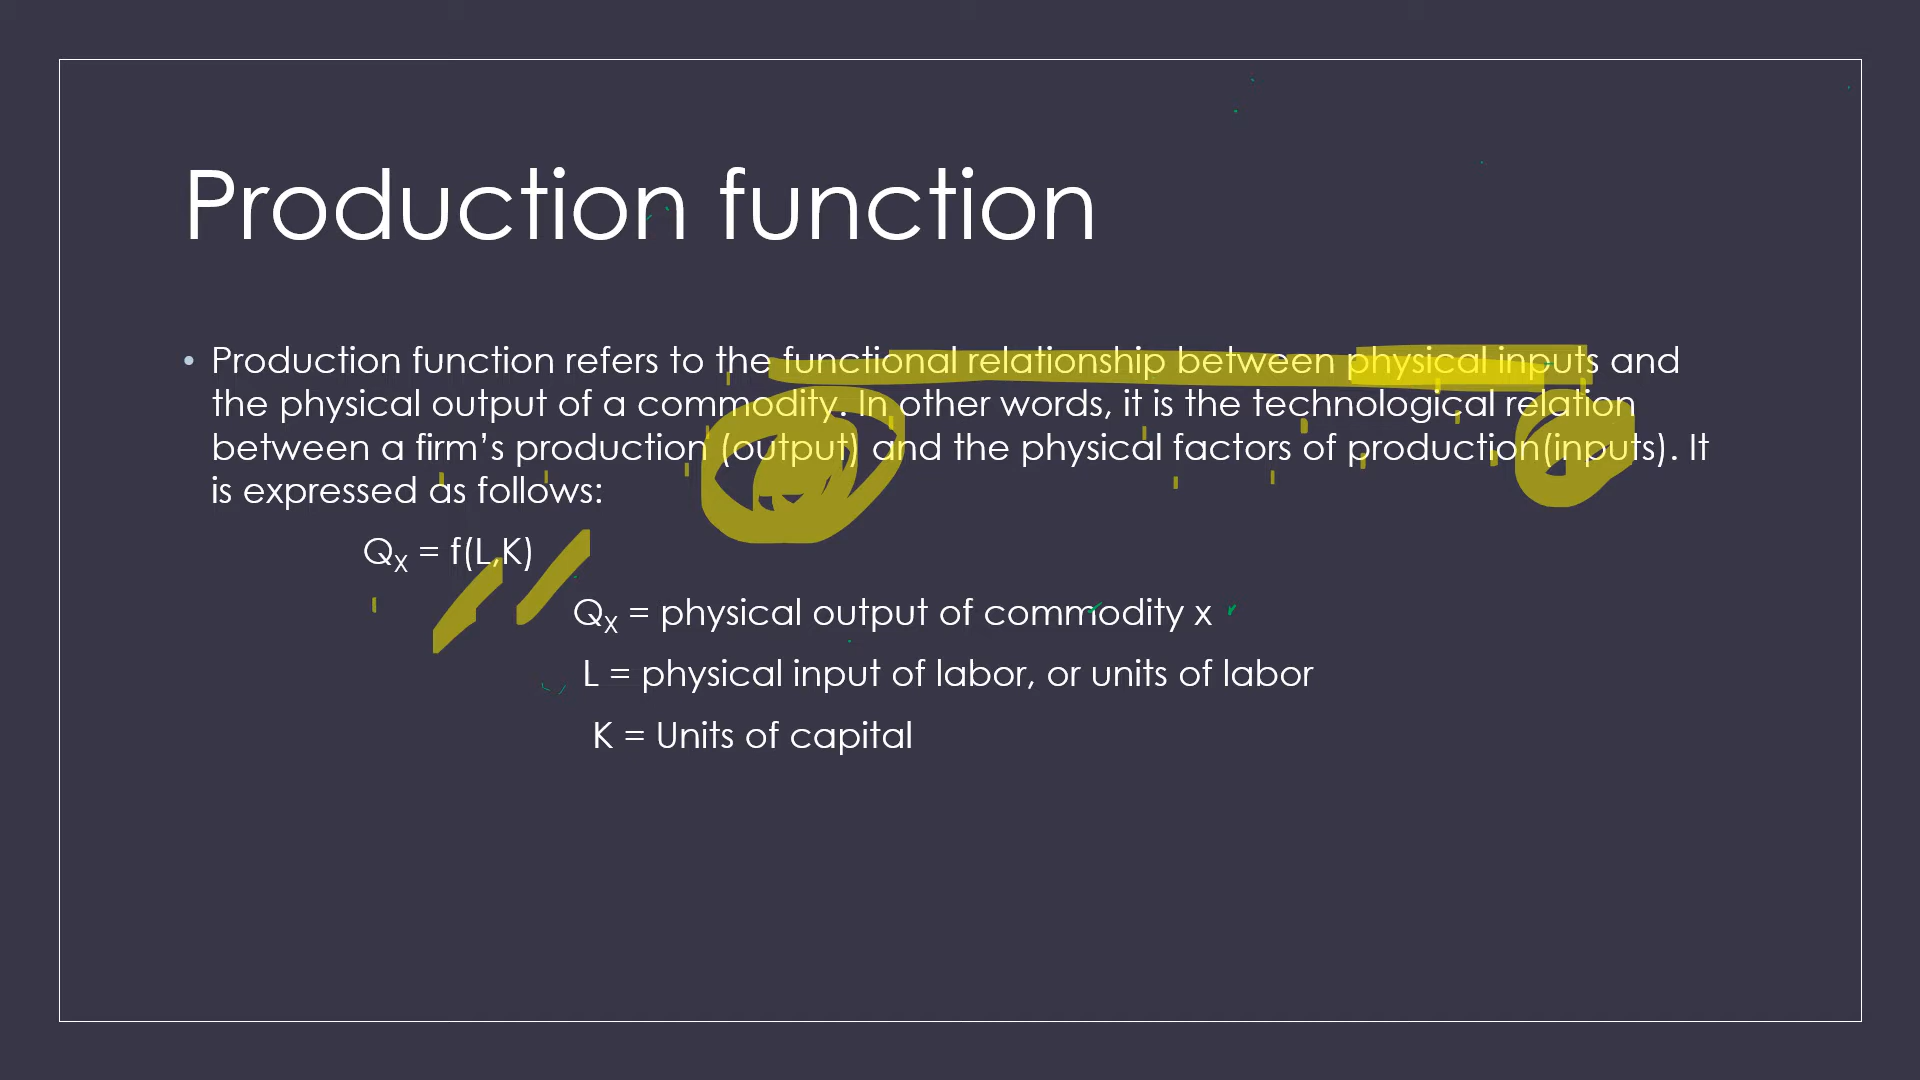 Production function
• Production function refers to the functional relationship between physical inputs and
the physical output of a commodity. In other words, it is the technological relation
between a firm’s production (output) and the physical factors of production(inputs). It
is expressed as follows:
Qₓ = f(L,K)
Qₓ = physical output of commodity x
L = physical input of labor, or units of labor
K = Units of capital